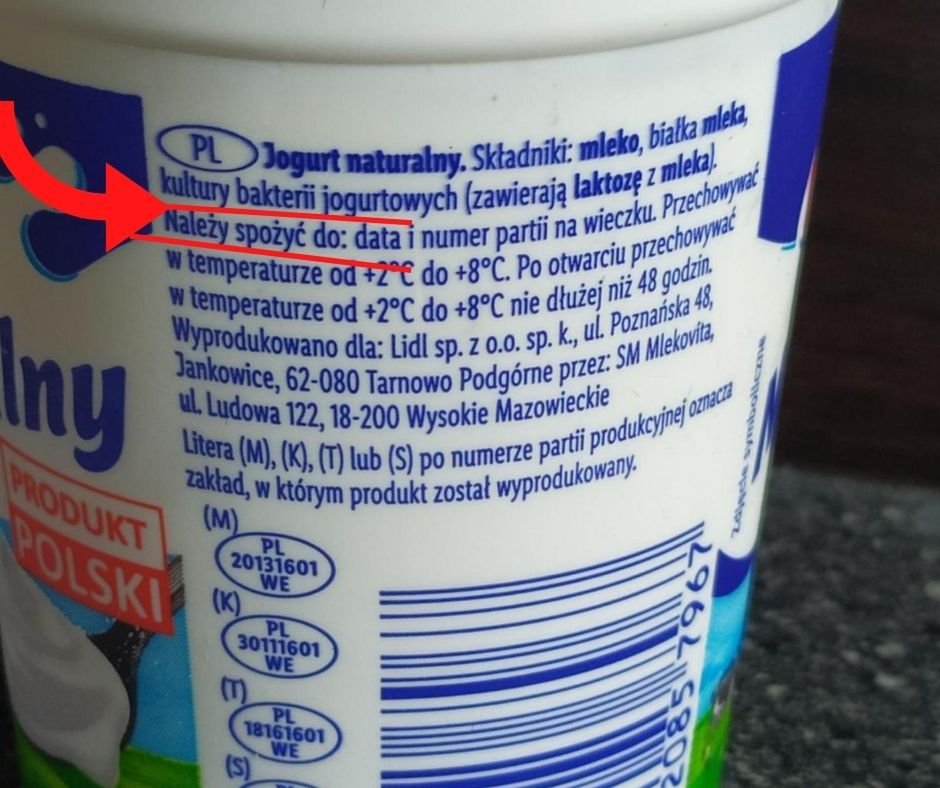 PL Jogurt naturalny. Składniki: mleko, białka mleka,
kultury bakterii jogurtowych (zawierają laktozę z mleka).
Należy spożyć do: data i numer partii na wieczku. Przechowywać
w temperaturze od +2°C do +8°C. Po otwarciu przechowywać
w temperaturze od +2°C do +8°C nie dłużej niż 48 godzin.
Wyprodukowano dla: Lidl sp. z o.o. sp. k., ul. Poznańska 48,
Jankowice, 62-080 Tarnowo Podgórne przez: SM Mlekovita,
ul. Ludowa 122, 18-200 Wysokie Mazowieckie
Litera (M), (K), (T) lub (S) po numerze partii produkcyjnej oznacza
zakład, w którym produkt został wyprodukowany.
(M)
PL
20131601
WE
(K)
PL
30111601
WE
(T)
PL
18161601
WE
(S)
PL
lny
PRODUKT
POLSKI
2085 7967
Zdjęcie symboliczne